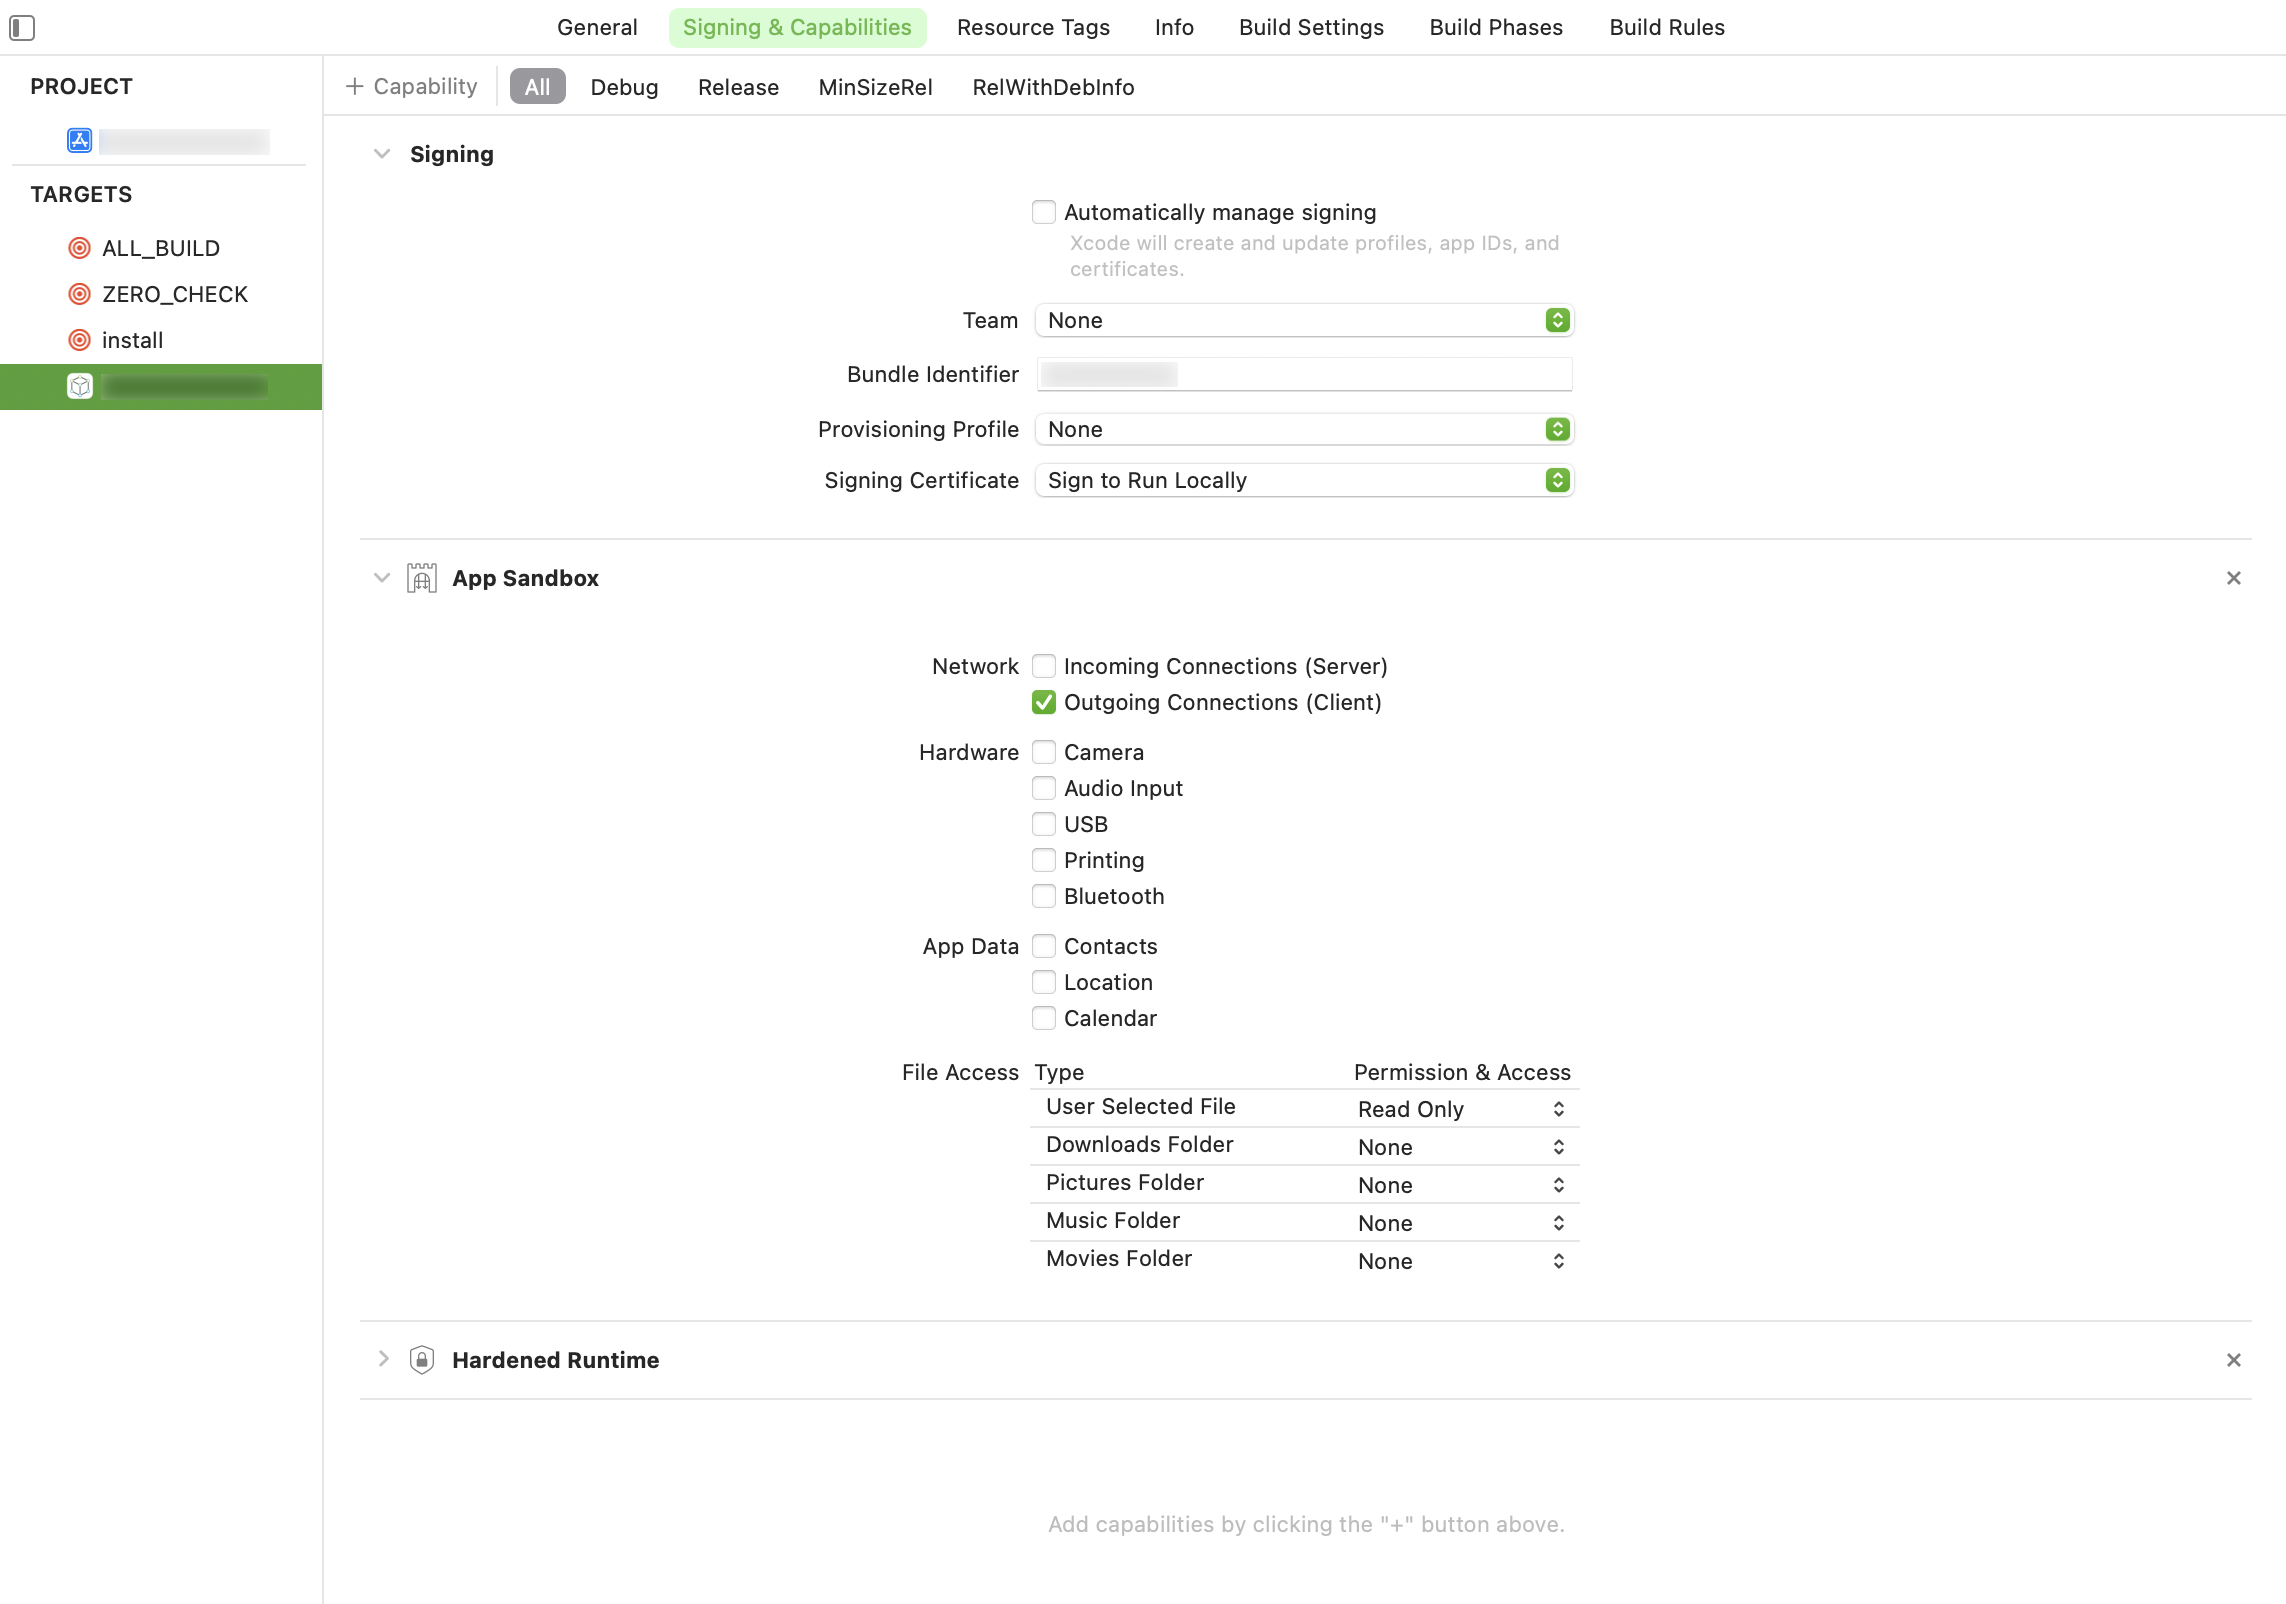 General Signing & Capabilities Resource Tags Info Build Settings Build Phases Build Rules
PROJECT
TARGETS
ALL_BUILD
ZERO_CHECK
install
+ Capability All Debug Release MinSizeRel RelWithDebInfo
Signing
Automatically manage signing
Xcode will create and update profiles, app IDs, and
certificates.
Team None
Bundle Identifier
Provisioning Profile None
Signing Certificate Sign to Run Locally
App Sandbox
Network Incoming Connections (Server)
Outgoing Connections (Client)
Hardware Camera
Audio Input
USB
Printing
Bluetooth
App Data Contacts
Location
Calendar
File Access Type Permission & Access
User Selected File Read Only
Downloads Folder None
Pictures Folder None
Music Folder None
Movies Folder None
Hardened Runtime
Add capabilities by clicking the "+" button above.